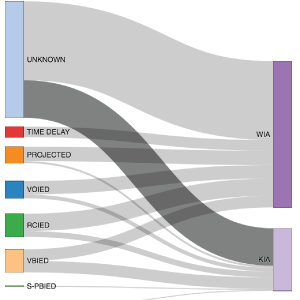 UNKNOWN
TIME DELAY
WIA
PROJECTED
VOIED
RCIED
VBIED
KIA
S-PBIED